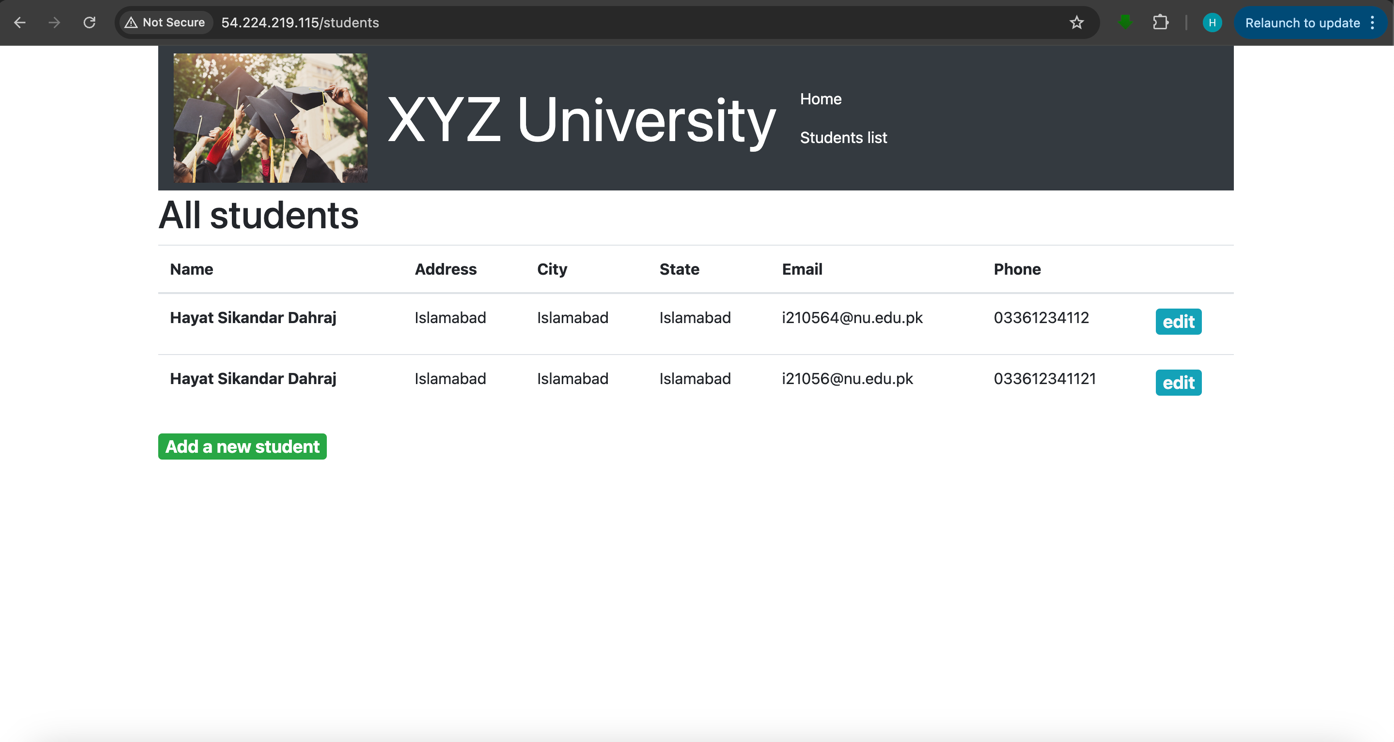 Not Secure 54.224.219.115/students H Relaunch to update
XYZ University
Home
Students list
All students
Name Address City State Email Phone
Hayat Sikandar Dahraj Islamabad Islamabad Islamabad i210564@nu.edu.pk 03361234112 edit
Hayat Sikandar Dahraj Islamabad Islamabad Islamabad i21056@nu.edu.pk 033612341121 edit
Add a new student